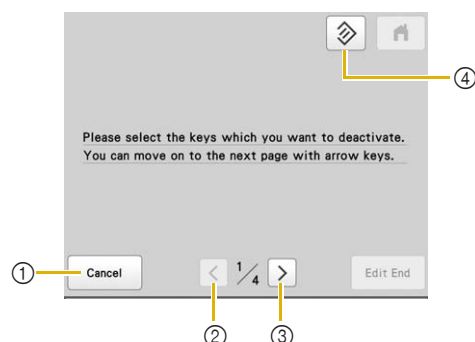 ④
Please select the keys which you want to deactivate.
You can move on to the next page with arrow keys.
① Cancel < 1/4 > Edit End
② ③